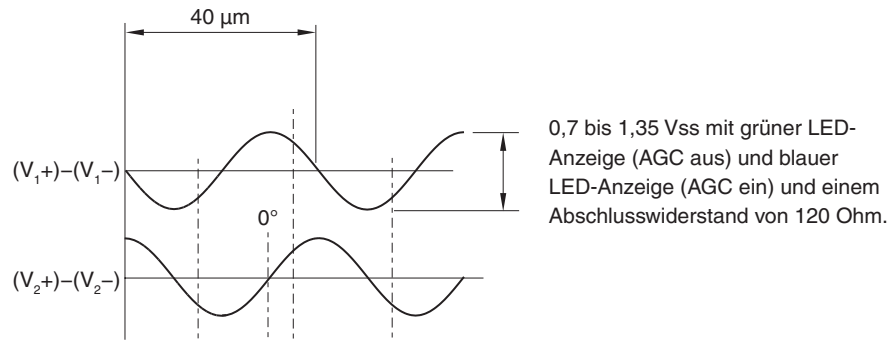 40 µm
(V₁+)–(V₁–)
0,7 bis 1,35 Vss mit grüner LED-
Anzeige (AGC aus) und blauer
LED-Anzeige (AGC ein) und einem
Abschlusswiderstand von 120 Ohm.
0°
(V₂+)–(V₂–)